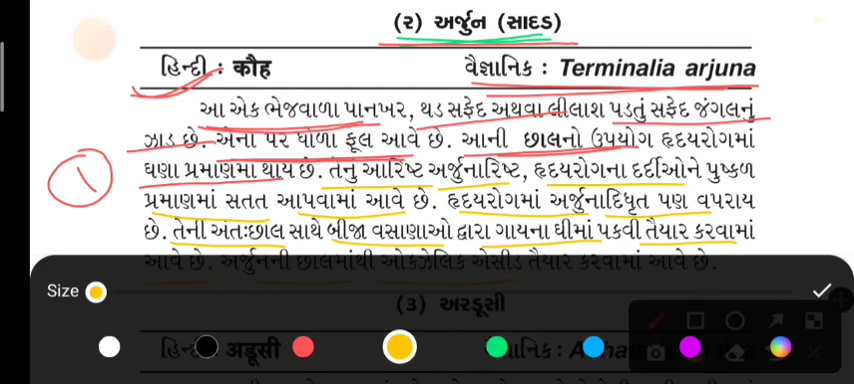 (૨) અર્જુન (સાદડ)
હિન્દી : कौह વૈજ્ઞાનિક : Terminalia arjuna
આ એક ભેજવાળા પાનખર, થડ સફેદ અથવા લીલાશ પડતું સફેદ જંગલનું
ઝાડ છે. એના પર ધોળા ફૂલ આવે છે. આની છાલનો ઉપયોગ હૃદયરોગમાં
ઘણા પ્રમાણમાં થાય છે. તેનું આરિષ્ટ અર્જુનારિષ્ટ, હૃદયરોગના દર્દીઓને પુષ્કળ
1
પ્રમાણમાં સતત આપવામાં આવે છે. હૃદયરોગમાં અર્જુનાદિઘૃત પણ વપરાય
છે. તેની અંતઃછાલ સાથે બીજા વસાણાઓ દ્વારા ગાયના ઘીમાં પકવી તૈયાર કરવામાં
આવે છે. અર્જુનની છાલમાંથી ઓકઝેલિક એસીડ તૈયાર કરવામાં આવે છે.
Size
(૩) અરડૂસી
હિન્દી अडूसी